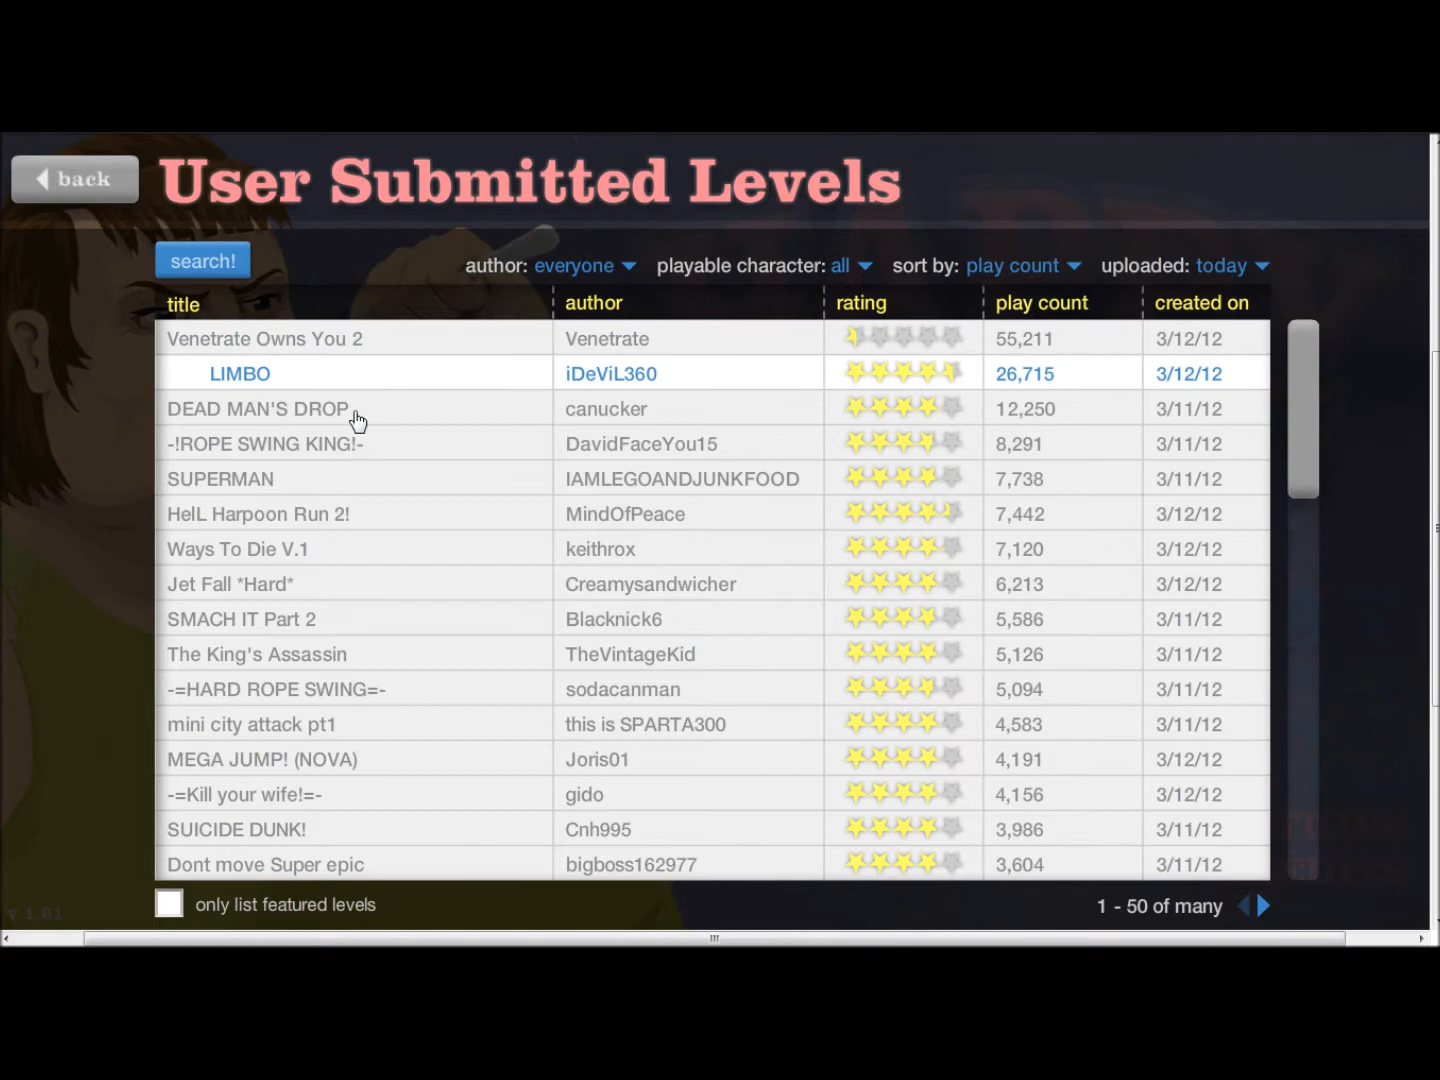 back
User Submitted Levels
search!
author: everyone playable character: all sort by: play count uploaded: today
title author rating play count created on
Venetrate Owns You 2 Venetrate 55,211 3/12/12
LIMBO iDeViL360 26,715 3/12/12
DEAD MAN'S DROP canucker 12,250 3/11/12
-!ROPE SWING KING!- DavidFaceYou15 8,291 3/11/12
SUPERMAN IAMLEGOANDJUNKFOOD 7,738 3/11/12
HelL Harpoon Run 2! MindOfPeace 7,442 3/12/12
Ways To Die V.1 keithrox 7,120 3/12/12
Jet Fall *Hard* Creamysandwicher 6,213 3/12/12
SMACH IT Part 2 Blacknick6 5,586 3/11/12
The King's Assassin TheVintageKid 5,126 3/11/12
-=HARD ROPE SWING=- sodacanman 5,094 3/11/12
mini city attack pt1 this is SPARTA300 4,583 3/11/12
MEGA JUMP! (NOVA) Joris01 4,191 3/12/12
-=Kill your wife!=- gido 4,156 3/12/12
SUICIDE DUNK! Cnh995 3,986 3/11/12
Dont move Super epic bigboss162977 3,604 3/11/12
only list featured levels 1 - 50 of many
v 1.61